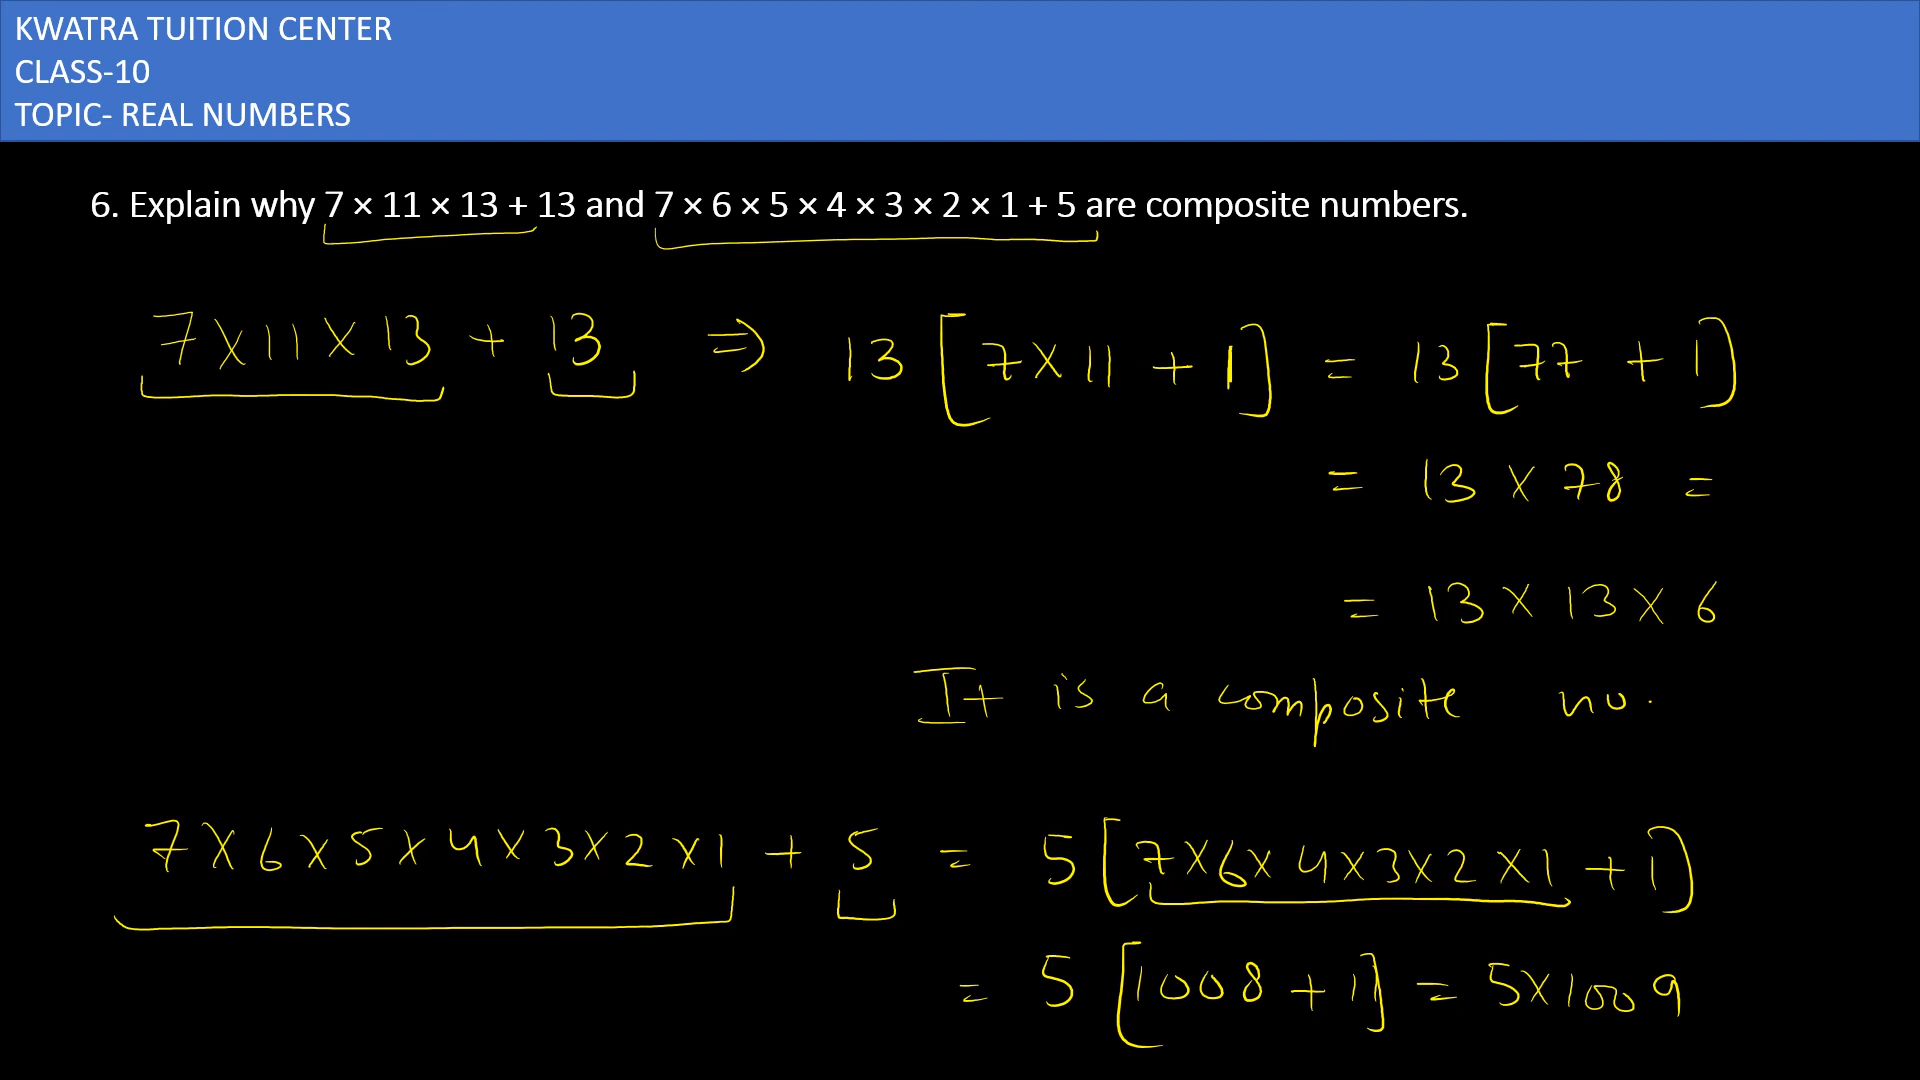 KWATRA TUITION CENTER
CLASS-10
TOPIC- REAL NUMBERS
6. Explain why 7 × 11 × 13 + 13 and 7 × 6 × 5 × 4 × 3 × 2 × 1 + 5 are composite numbers.
7 × 11 × 13 + 13 ⇒ 13 [7 × 11 + 1] = 13 [77 + 1]
= 13 × 78 =
= 13 × 13 × 6
It is a composite no.
7 × 6 × 5 × 4 × 3 × 2 × 1 + 5 = 5 [7 × 6 × 4 × 3 × 2 × 1 + 1]
= 5 [1008 + 1] = 5 × 1009